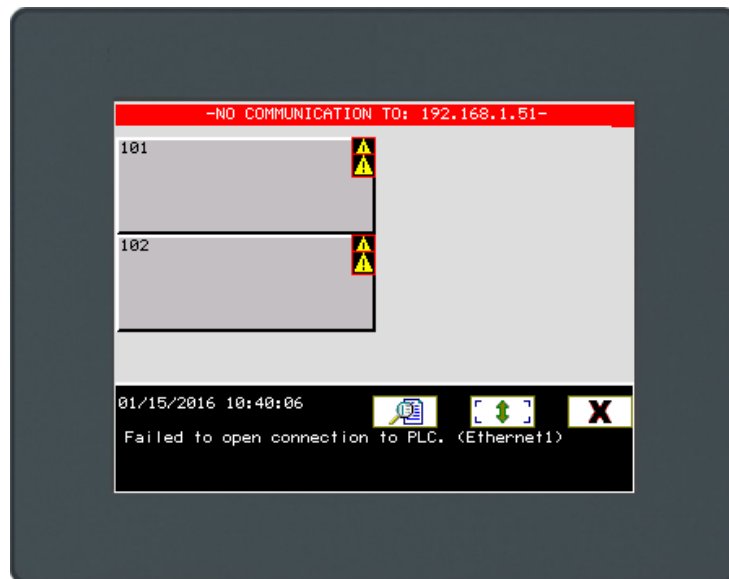 -NO COMMUNICATION TO: 192.168.1.51-
101
102
01/15/2016 10:40:06
Failed to open connection to PLC. (Ethernet1)